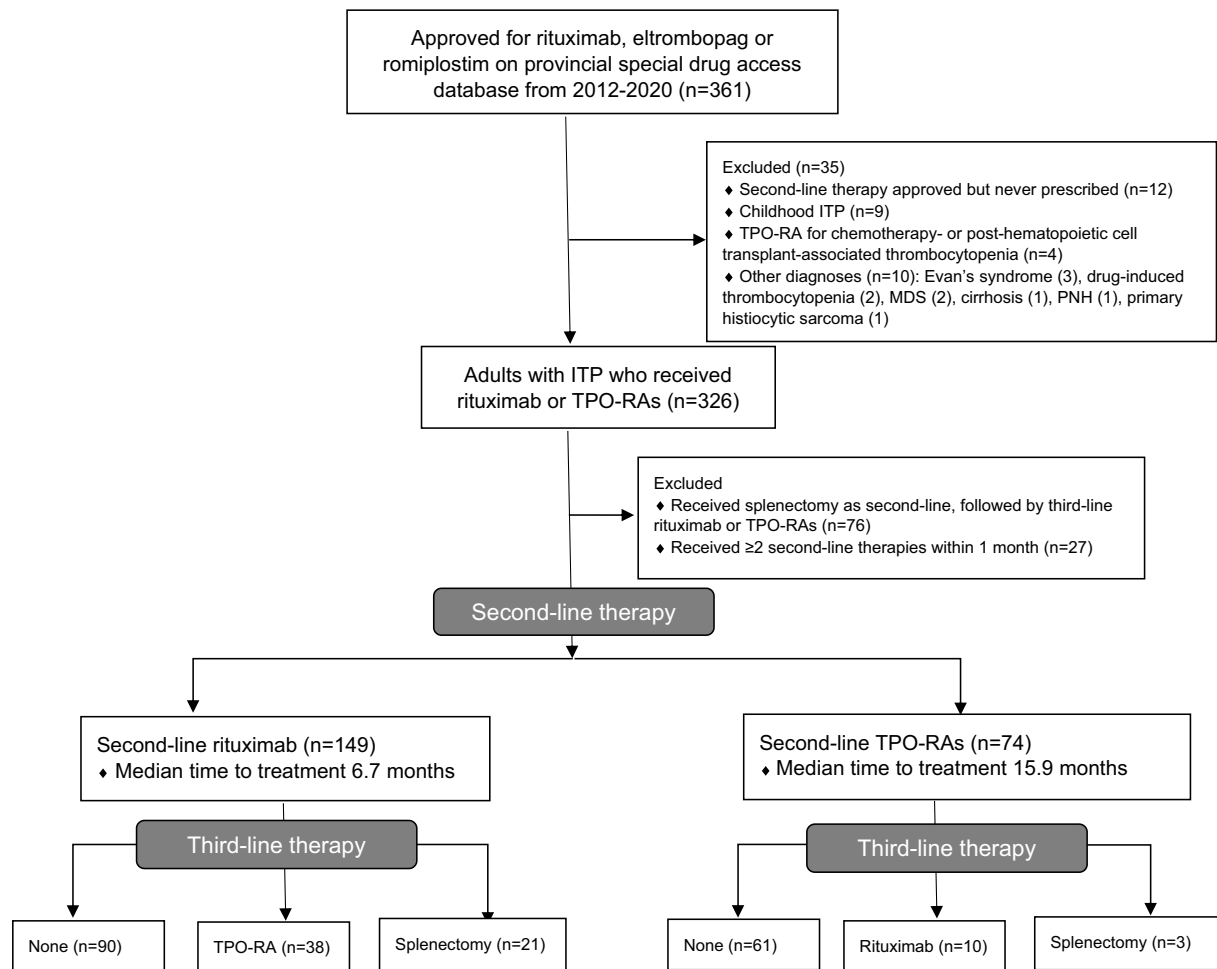 Approved for rituximab, eltrombopag or
romiplostim on provincial special drug access
database from 2012-2020 (n=361)
Excluded (n=35)
♦ Second-line therapy approved but never prescribed (n=12)
♦ Childhood ITP (n=9)
♦ TPO-RA for chemotherapy- or post-hematopoietic cell
transplant-associated thrombocytopenia (n=4)
♦ Other diagnoses (n=10): Evan's syndrome (3), drug-induced
thrombocytopenia (2), MDS (2), cirrhosis (1), PNH (1), primary
histiocytic sarcoma (1)
Adults with ITP who received
rituximab or TPO-RAs (n=326)
Excluded
♦ Received splenectomy as second-line, followed by third-line
rituximab or TPO-RAs (n=76)
♦ Received ≥2 second-line therapies within 1 month (n=27)
Second-line therapy
Second-line rituximab (n=149)
♦ Median time to treatment 6.7 months
Second-line TPO-RAs (n=74)
♦ Median time to treatment 15.9 months
Third-line therapy
Third-line therapy
None (n=90)
TPO-RA (n=38)
Splenectomy (n=21)
None (n=61)
Rituximab (n=10)
Splenectomy (n=3)